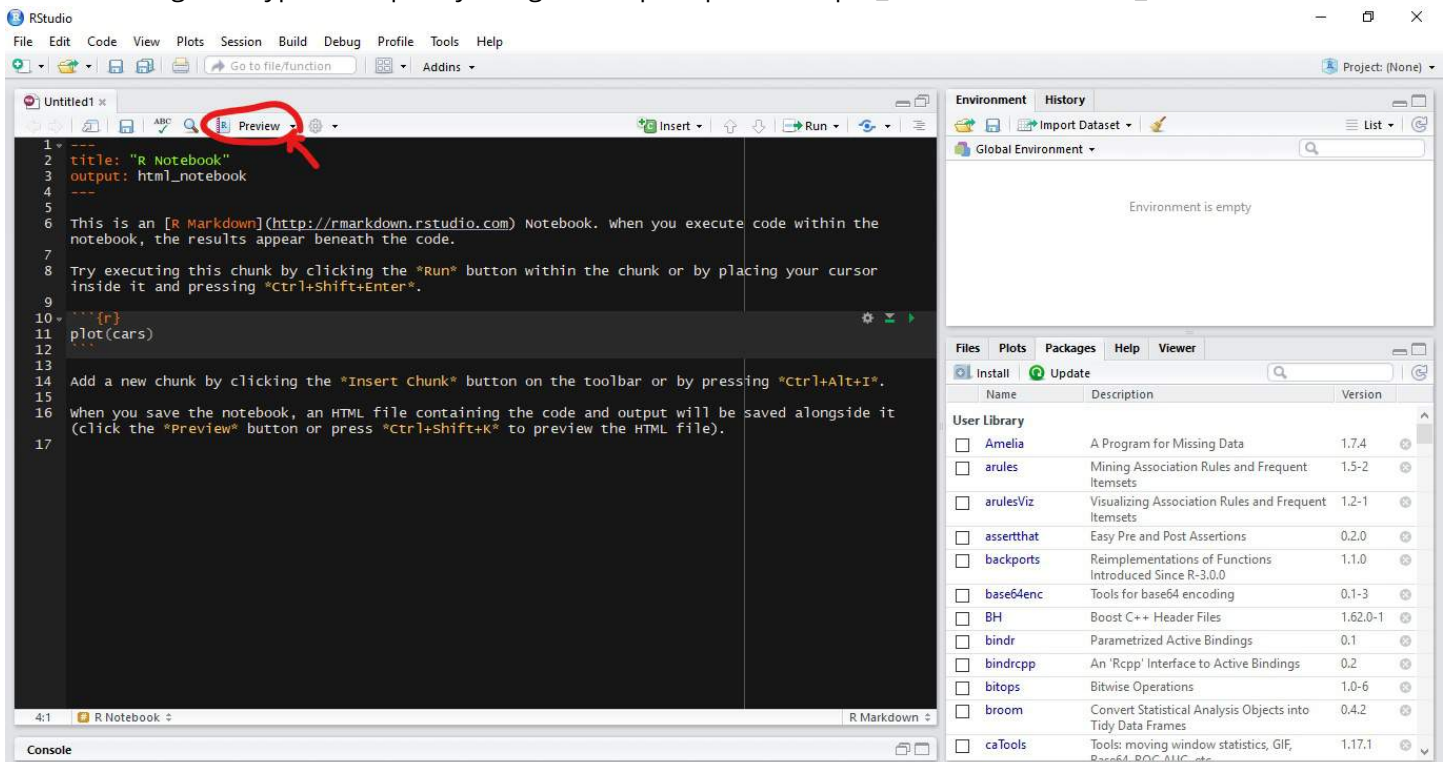 RStudio
File Edit Code View Plots Session Build Debug Profile Tools Help
Go to file/function Addins
Project: (None)
Untitled1
ABC Preview Insert Run
1 ---
2 title: "R Notebook"
3 output: html_notebook
4 ---
5
6 This is an [R Markdown](http://rmarkdown.rstudio.com) Notebook. When you execute code within the
notebook, the results appear beneath the code.
7
8 Try executing this chunk by clicking the *Run* button within the chunk or by placing your cursor
inside it and pressing *Ctrl+Shift+Enter*.
9
10 ```{r}
11 plot(cars)
12 ```
13
14 Add a new chunk by clicking the *Insert Chunk* button on the toolbar or by pressing *Ctrl+Alt+I*.
15
16 When you save the notebook, an HTML file containing the code and output will be saved alongside it
(click the *Preview* button or press *Ctrl+Shift+K* to preview the HTML file).
17
4:1 R Notebook R Markdown
Console
Environment History
Import Dataset List
Global Environment
Environment is empty
Files Plots Packages Help Viewer
Install Update
Name Description Version
User Library
Amelia A Program for Missing Data 1.7.4
arules Mining Association Rules and Frequent 1.5-2
Itemsets
arulesViz Visualizing Association Rules and Frequent 1.2-1
Itemsets
assertthat Easy Pre and Post Assertions 0.2.0
backports Reimplementations of Functions 1.1.0
Introduced Since R-3.0.0
base64enc Tools for base64 encoding 0.1-3
BH Boost C++ Header Files 1.62.0-1
bindr Parametrized Active Bindings 0.1
bindrcpp An 'Rcpp' Interface to Active Bindings 0.2
bitops Bitwise Operations 1.0-6
broom Convert Statistical Analysis Objects into 0.4.2
Tidy Data Frames
caTools Tools: moving window statistics, GIF, 1.17.1
Base64, ROC AUC, etc.